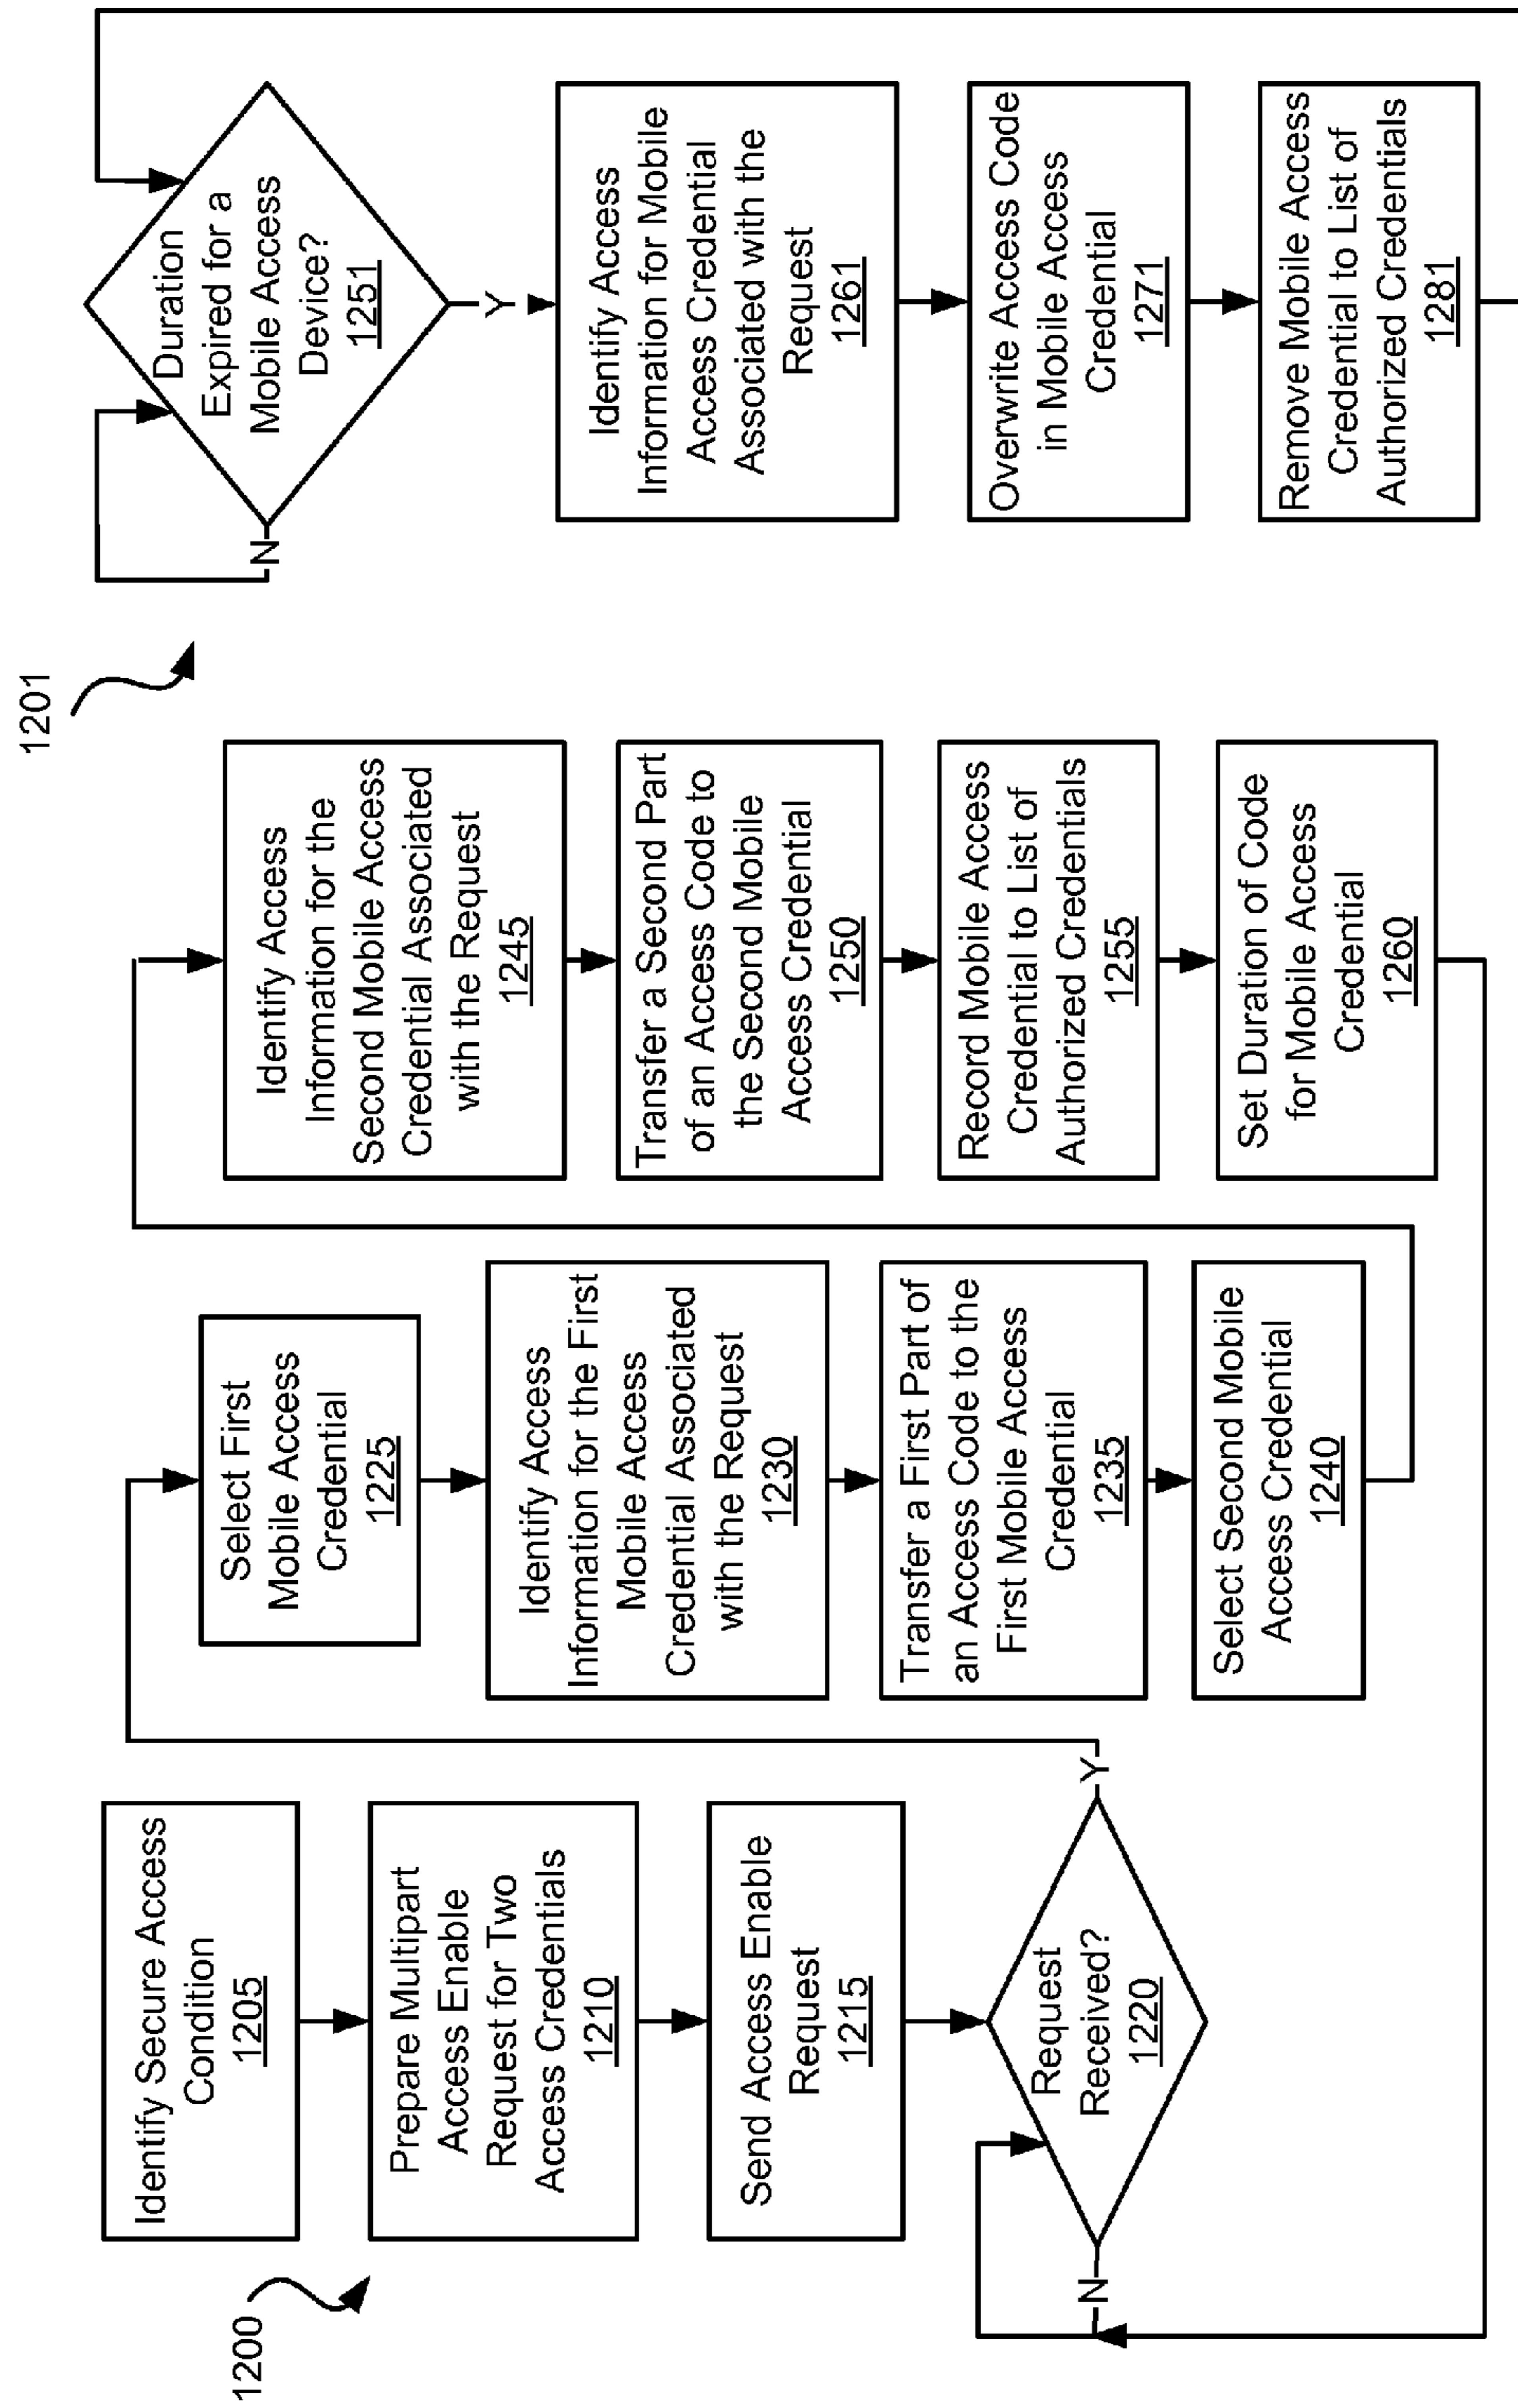 1200
Identify Secure Access
Condition
1205
Prepare Multipart
Access Enable
Request for Two
Access Credentials
1210
Send Access Enable
Request
1215
Request
Received?
1220
N
Y
Select First
Mobile Access
Credential
1225
Identify Access
Information for the First
Mobile Access
Credential Associated
with the Request
1230
Transfer a First Part of
an Access Code to the
First Mobile Access
Credential
1235
Select Second Mobile
Access Credential
1240
Identify Access
Information for the
Second Mobile Access
Credential Associated
with the Request
1245
Transfer a Second Part
of an Access Code to
the Second Mobile
Access Credential
1250
Record Mobile Access
Credential to List of
Authorized Credentials
1255
Set Duration of Code
for Mobile Access
Credential
1260
1201
Duration
Expired for a
Mobile Access
Device?
1251
N
Y
Identify Access
Information for Mobile
Access Credential
Associated with the
Request
1261
Overwrite Access Code
in Mobile Access
Credential
1271
Remove Mobile Access
Credential to List of
Authorized Credentials
1281